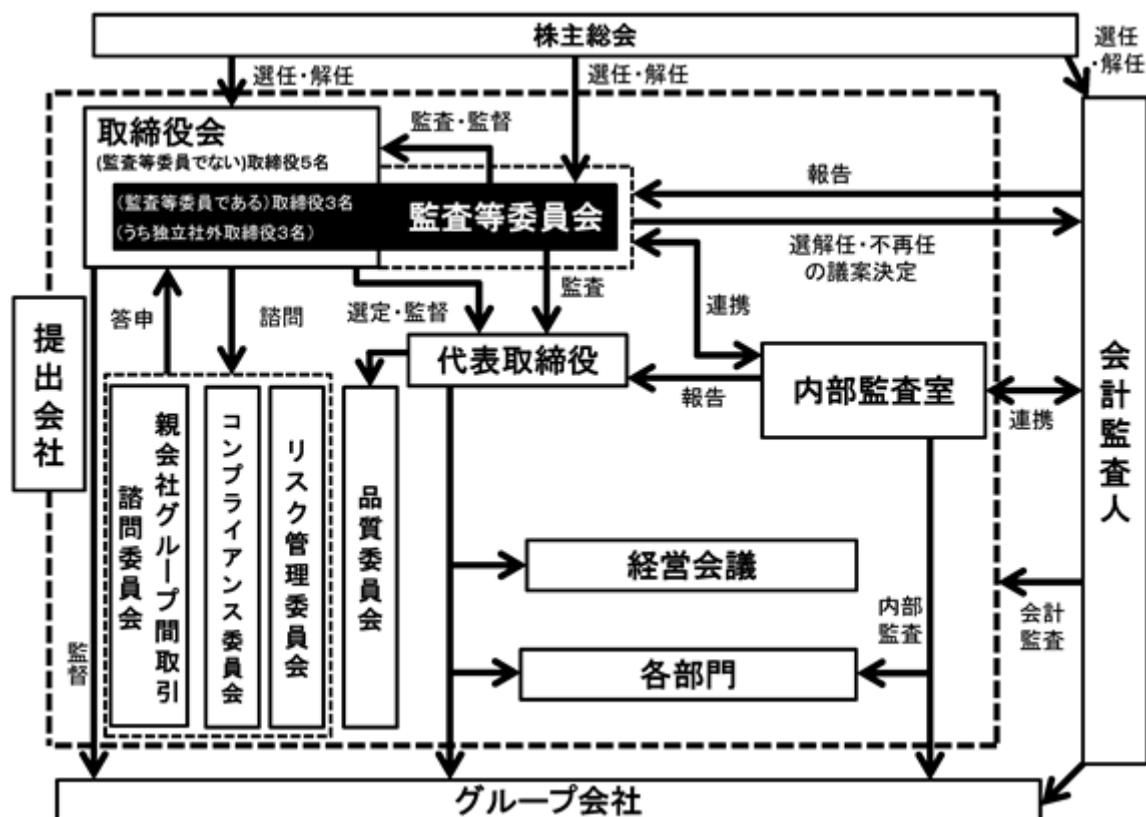 株主総会
選任・解任
選任・解任
選任
・解任
取締役会
(監査等委員でない)取締役5名
監査・監督
(監査等委員である)取締役3名
(うち独立社外取締役3名)
監査等委員会
報告
選解任・不再任
の議案決定
答申
諮問
選定・監督
監査
連携
提出会社
代表取締役
報告
内部監査室
連携
会計監査人
親会社グループ間取引
諮問委員会
コンプライアンス委員会
リスク管理委員会
品質委員会
経営会議
内部
監査
会計
監査
各部門
監督
グループ会社